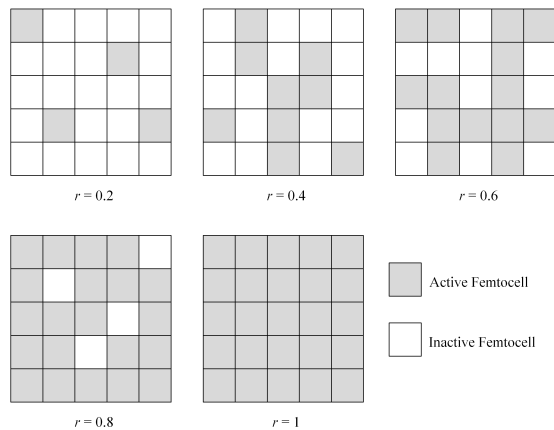 r = 0.2
r = 0.4
r = 0.6
Active Femtocell
Inactive Femtocell
r = 0.8
r = 1